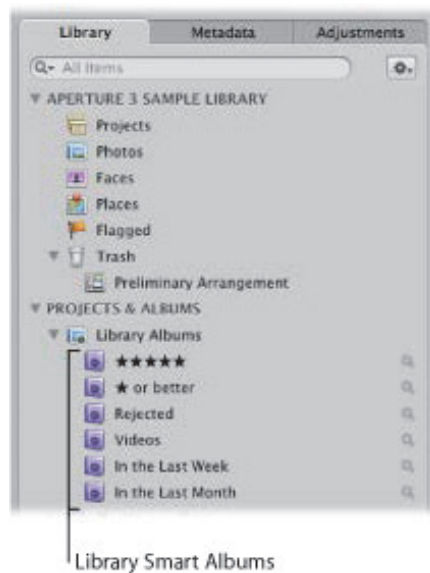 Library Metadata Adjustments
All Items
APERTURE 3 SAMPLE LIBRARY
Projects
Photos
Faces
Places
Flagged
Trash
Preliminary Arrangement
PROJECTS & ALBUMS
Library Albums
★★★★★
★ or better
Rejected
Videos
In the Last Week
In the Last Month
Library Smart Albums